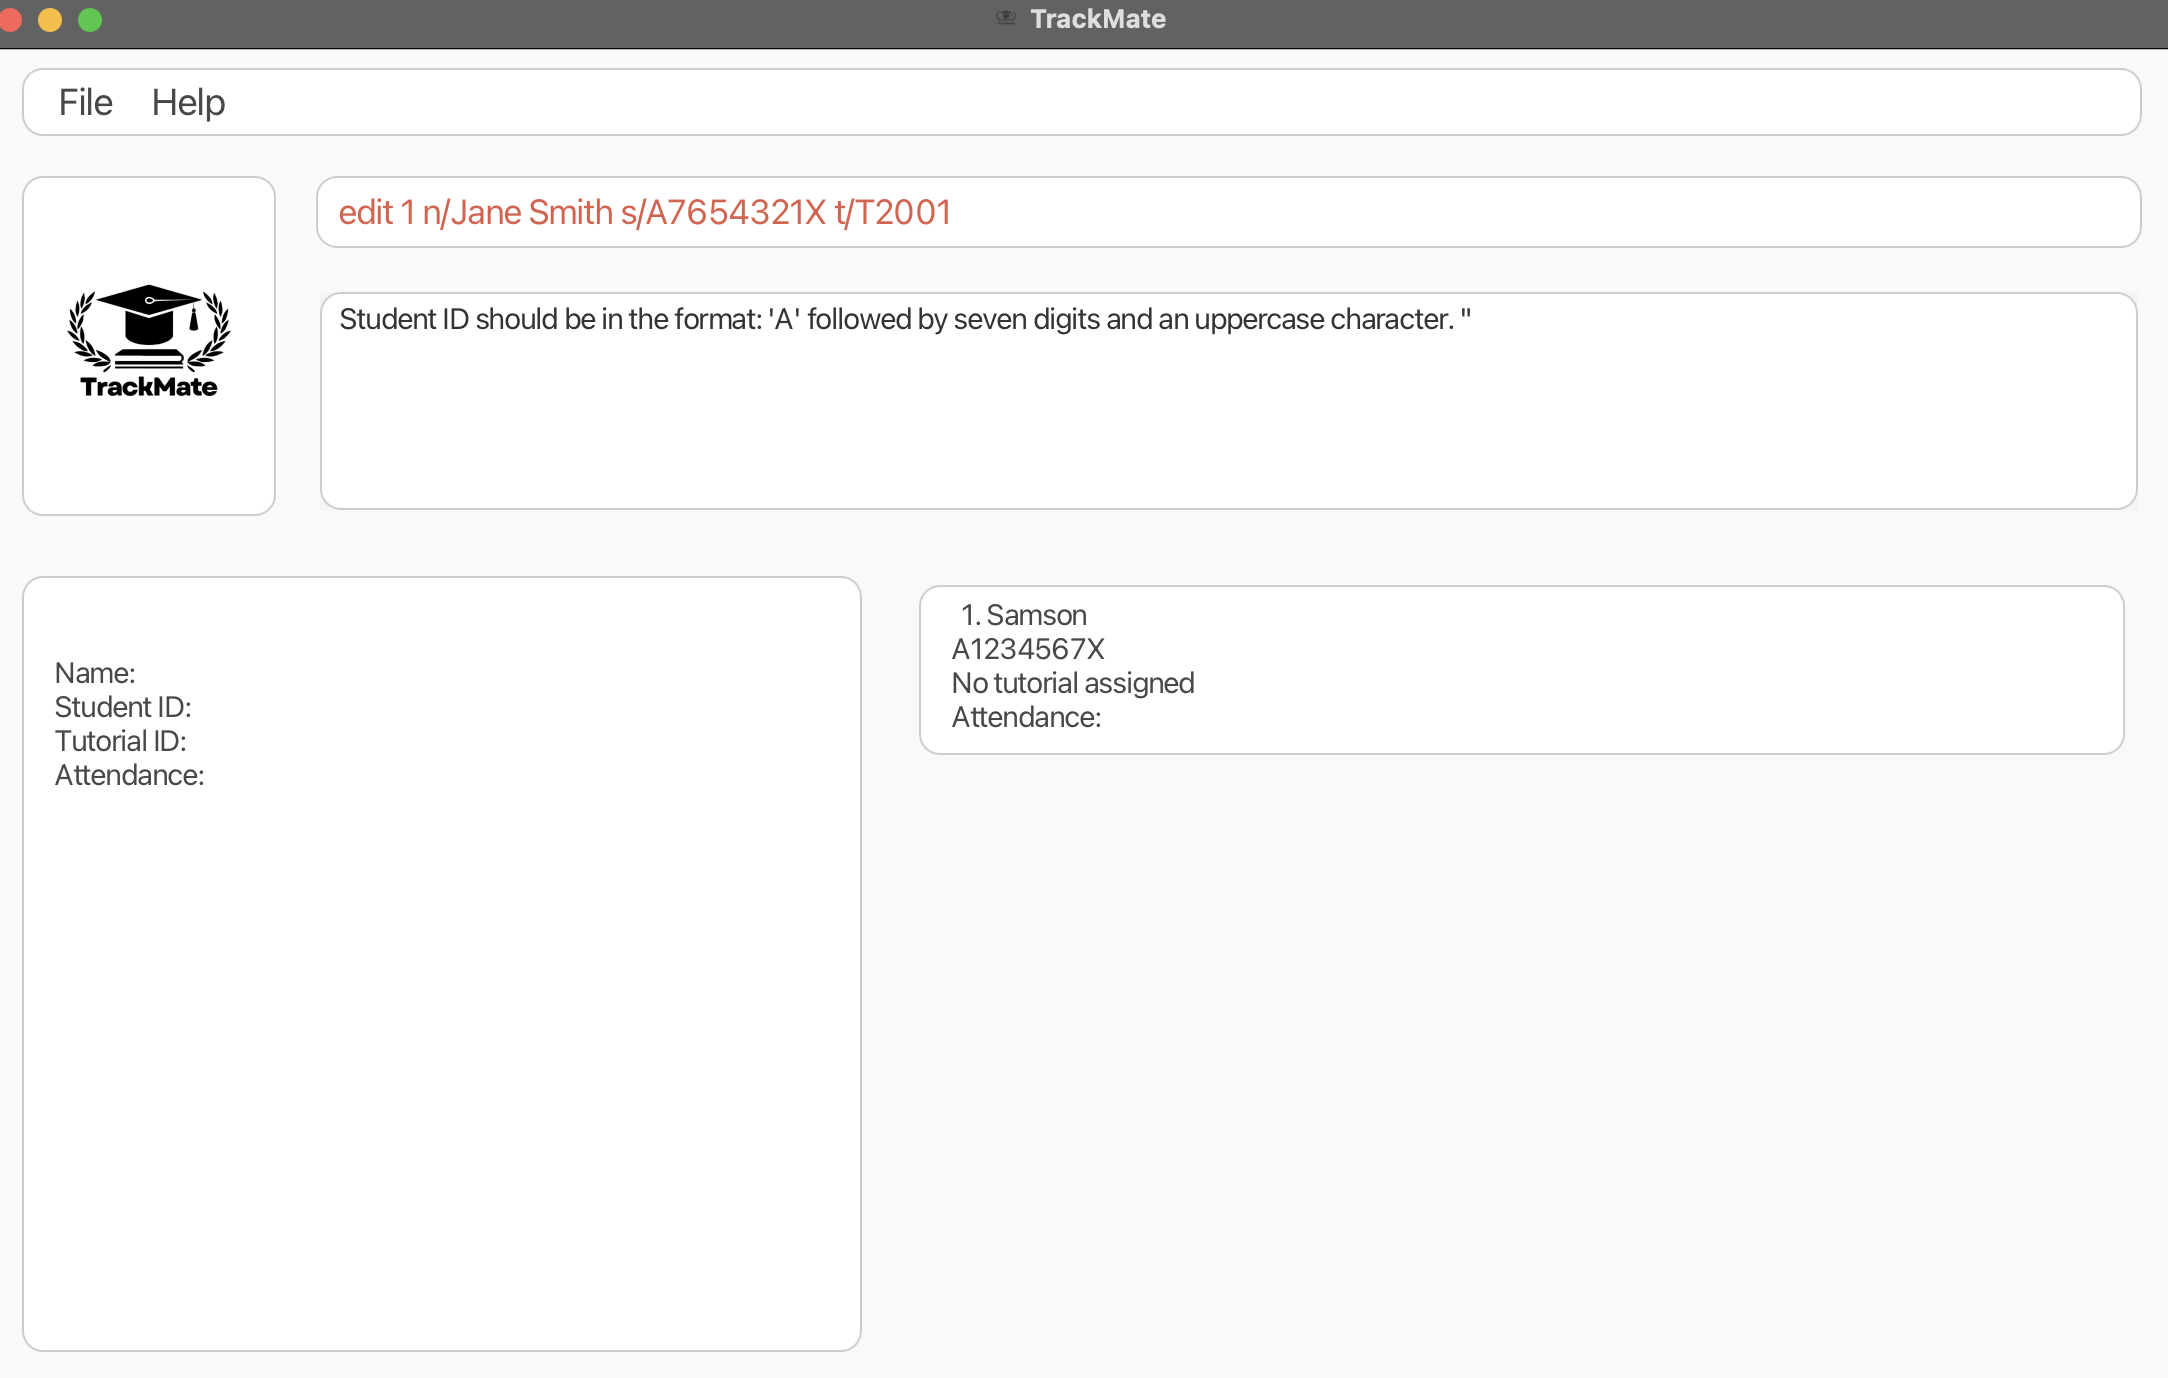 TrackMate
File Help
edit 1 n/Jane Smith s/A7654321X t/T2001
TrackMate
Student ID should be in the format: 'A' followed by seven digits and an uppercase character. "
Name:
Student ID:
Tutorial ID:
Attendance:
1. Samson
A1234567X
No tutorial assigned
Attendance: